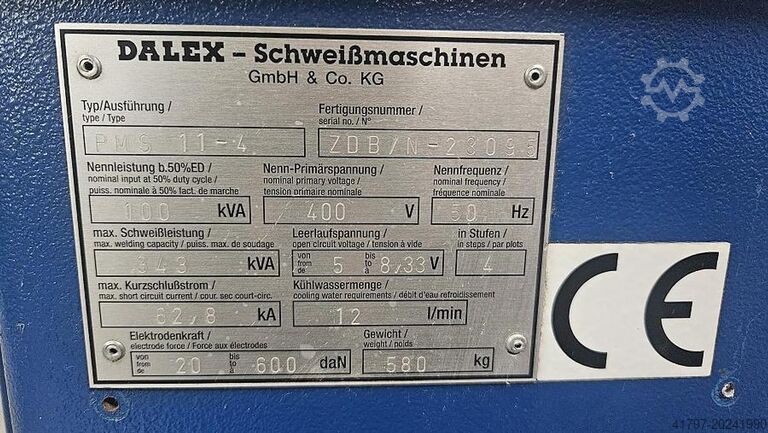 DALEX – Schweißmaschinen
GmbH & Co. KG
Typ/Ausführung /
type / Type
PMS 11-4
Fertigungsnummer /
serial no. / N°
ZDB/N-23095
Nennleistung b.50%ED /
nominal input at 50% duty cycle /
puiss. nominale à 50% fact. de marche
100 kVA
Nenn-Primärspannung /
nominal primary voltage /
tension primaire nominale
400 V
Nennfrequenz /
nominal frequency /
fréquence nominale
50 Hz
max. Schweißleistung /
max. welding capacity / puiss. max. de soudage
343 kVA
Leerlaufspannung /
open circuit voltage / tension à vide
von from de 5 bis to à 8,33 V
in Stufen /
in steps / par plots
4
max. Kurzschlußstrom /
max. short circuit current / cour. sec court-circ.
62,8 kA
Kühlwassermenge /
cooling water requirements / débit d'eau refroidissement
12 l/min
Elektrodenkraft /
electrode force / Force aux électrodes
von from de 20 bis to à 600 daN
Gewicht /
weight / poids
580 kg
CE
41797-20241980